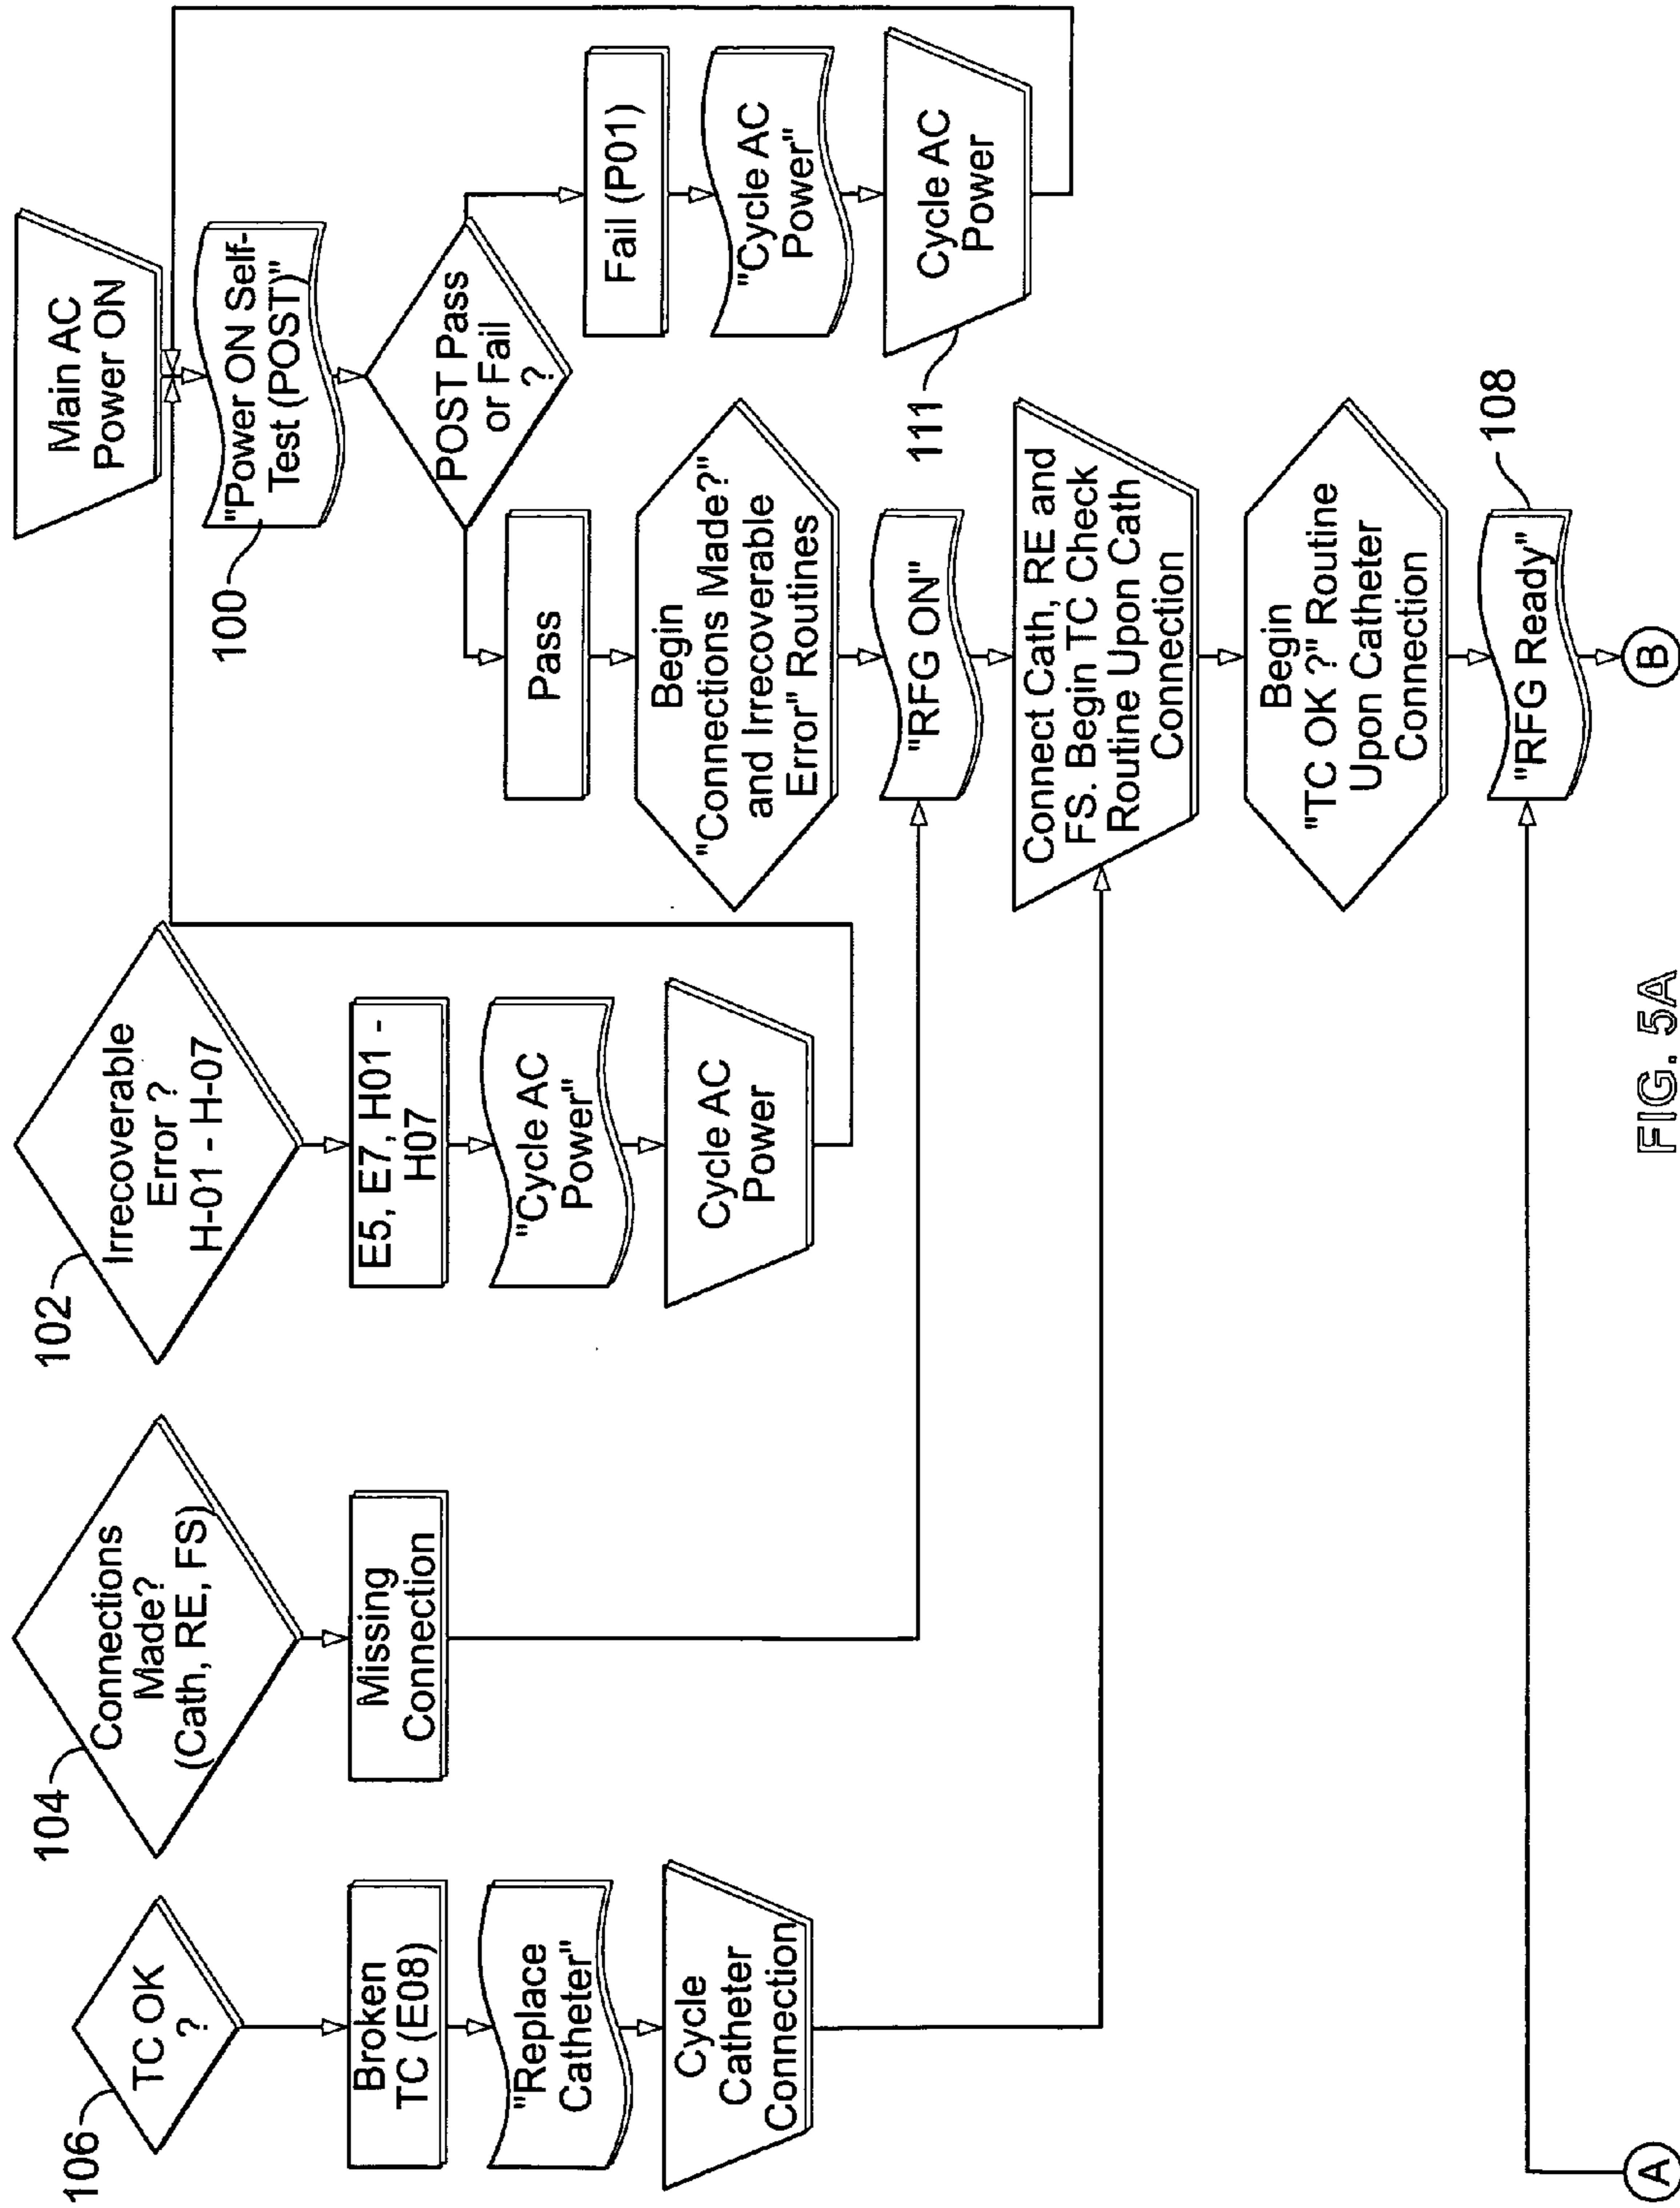 106
TC OK
?
Broken
TC (E08)
"Replace
Catheter"
Cycle
Catheter
Connection
104
Connections
Made?
(Cath, RE, FS)
Missing
Connection
102
Irrecoverable
Error ?
H-01 - H-07
E5, E7, H01 -
H07
"Cycle AC
Power"
Cycle AC
Power
Main AC
Power ON
"Power ON Self-
Test (POST)"
100
POST Pass
or Fail
?
Pass
Begin
"Connections Made?"
and Irrecoverable
Error" Routines
"RFG ON"
Connect Cath, RE and
FS. Begin TC Check
Routine Upon Cath
Connection
Begin
"TC OK ?" Routine
Upon Catheter
Connection
"RFG Ready"
108
B
Fail (P01)
"Cycle AC
Power"
Cycle AC
Power
111
A
FIG. 5A